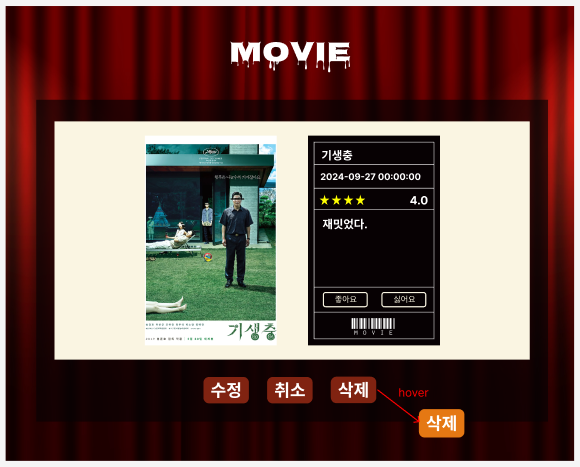 MOVIE
기생충
기생충
2024-09-27 00:00:00
★★★★ 4.0
재밋었다.
좋아요 싫어요
MOVIE
수정 취소 삭제
hover
삭제